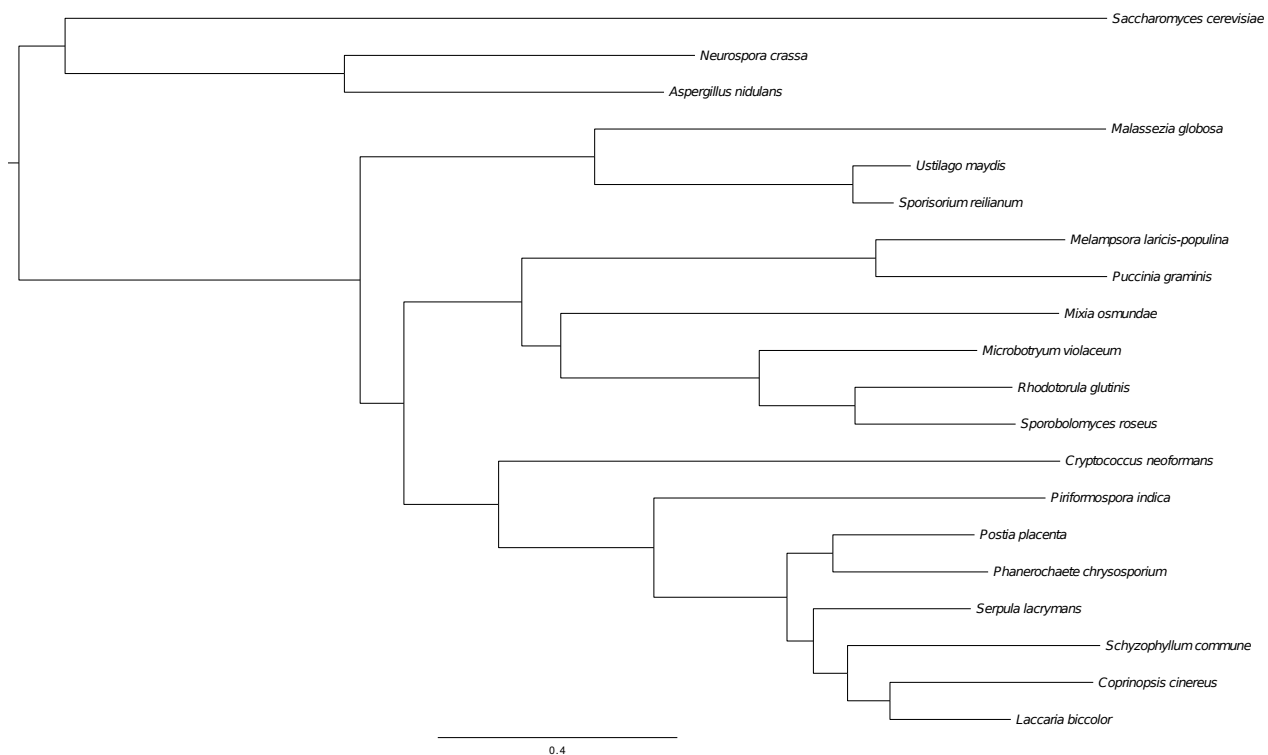 Saccharomyces cerevisiae
Neurospora crassa
Aspergillus nidulans
Malassezia globosa
Ustilago maydis
Sporisorium reilianum
Melampsora laricis-populina
Puccinia graminis
Mixia osmundae
Microbotryum violaceum
Rhodotorula glutinis
Sporobolomyces roseus
Cryptococcus neoformans
Piriformospora indica
Postia placenta
Phanerochaete chrysosporium
Serpula lacrymans
Schyzophyllum commune
Coprinopsis cinereus
Laccaria biccolor
0.4